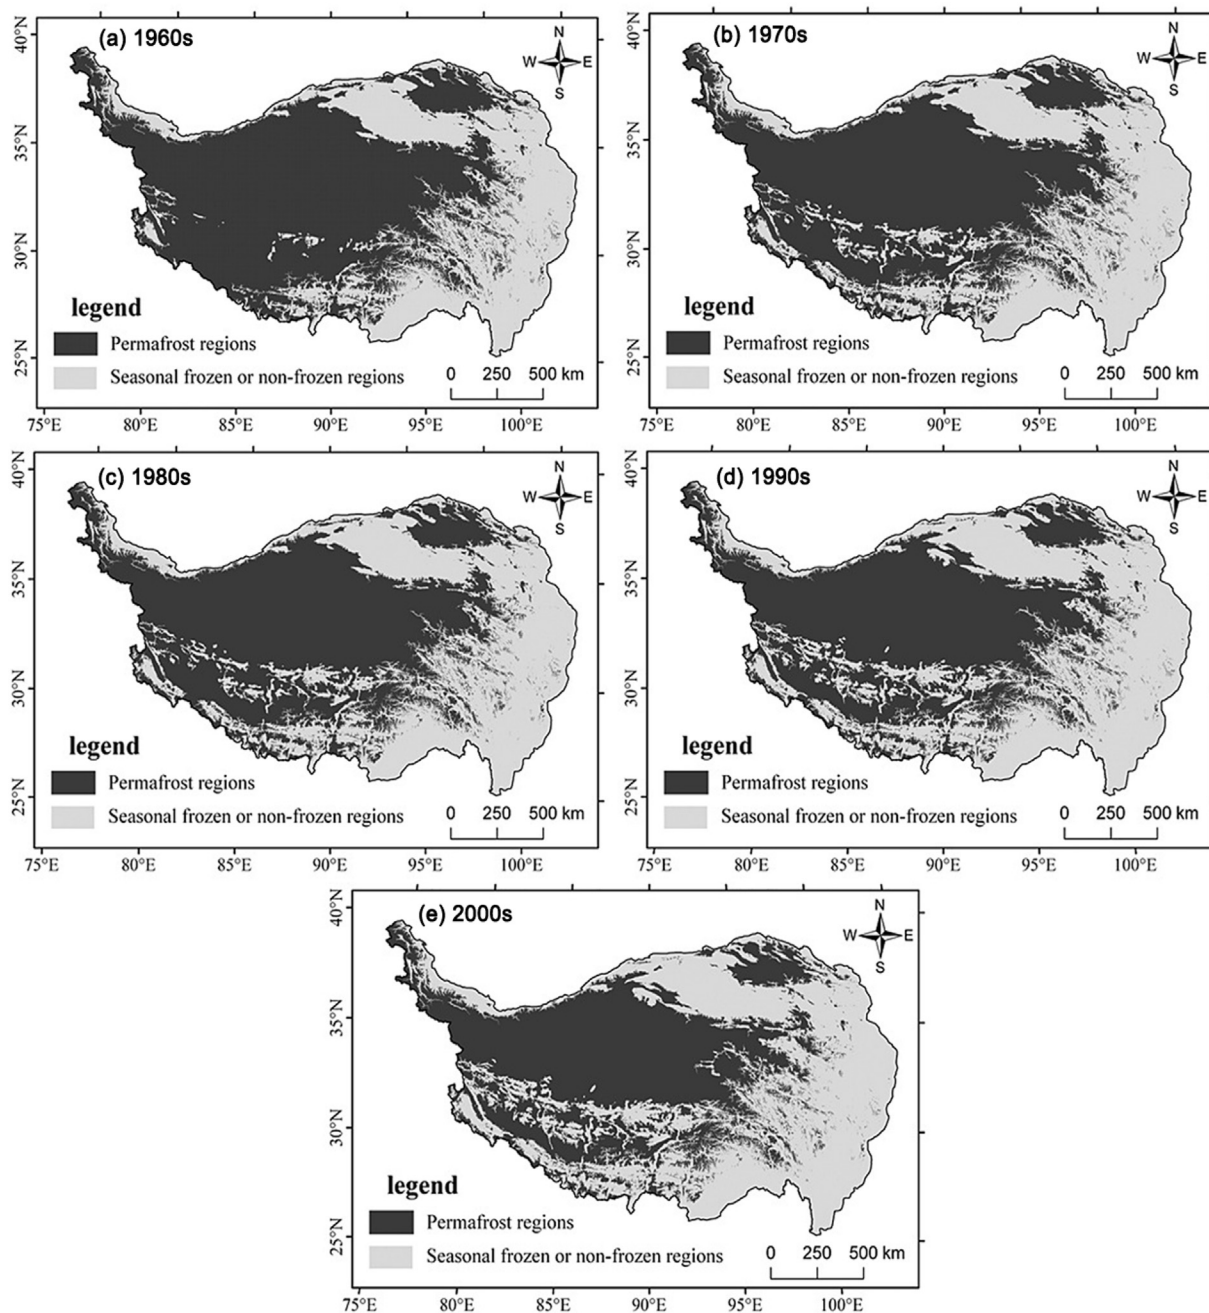 (a) 1960s
N
W E
S
40°N
35°N
30°N
25°N
legend
Permafrost regions
Seasonal frozen or non-frozen regions
0 250 500 km
75°E 80°E 85°E 90°E 95°E 100°E
(b) 1970s
N
W E
S
40°N
35°N
30°N
25°N
legend
Permafrost regions
Seasonal frozen or non-frozen regions
0 250 500 km
75°E 80°E 85°E 90°E 95°E 100°E
(c) 1980s
N
W E
S
40°N
35°N
30°N
25°N
legend
Permafrost regions
Seasonal frozen or non-frozen regions
0 250 500 km
75°E 80°E 85°E 90°E 95°E 100°E
(d) 1990s
N
W E
S
40°N
35°N
30°N
25°N
legend
Permafrost regions
Seasonal frozen or non-frozen regions
0 250 500 km
75°E 80°E 85°E 90°E 95°E 100°E
(e) 2000s
N
W E
S
40°N
35°N
30°N
25°N
legend
Permafrost regions
Seasonal frozen or non-frozen regions
0 250 500 km
75°E 80°E 85°E 90°E 95°E 100°E